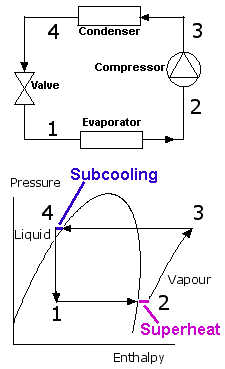 4 Condenser 3
Compressor
Valve
Evaporator
1 2
Subcooling
Pressure
4 3
Liquid
Vapour
1 2
Superheat
Enthalpy